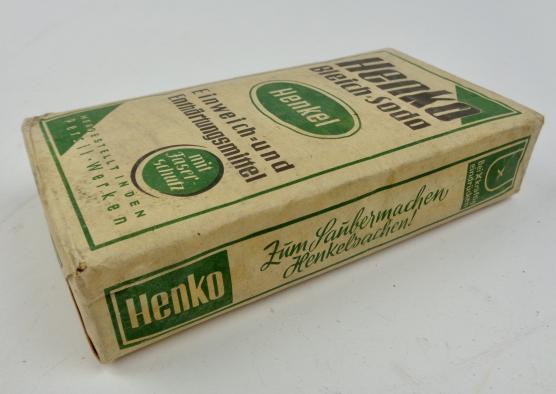 Henko
Bleich-Soda
Henkel
Einweich- und
Enthärtungsmittel
mit
Faser-
schutz
HERGESTELLT IN DEN
Persil-Werken
Henko
Zum Saubermachen
Henkelsachen!
eindrücken